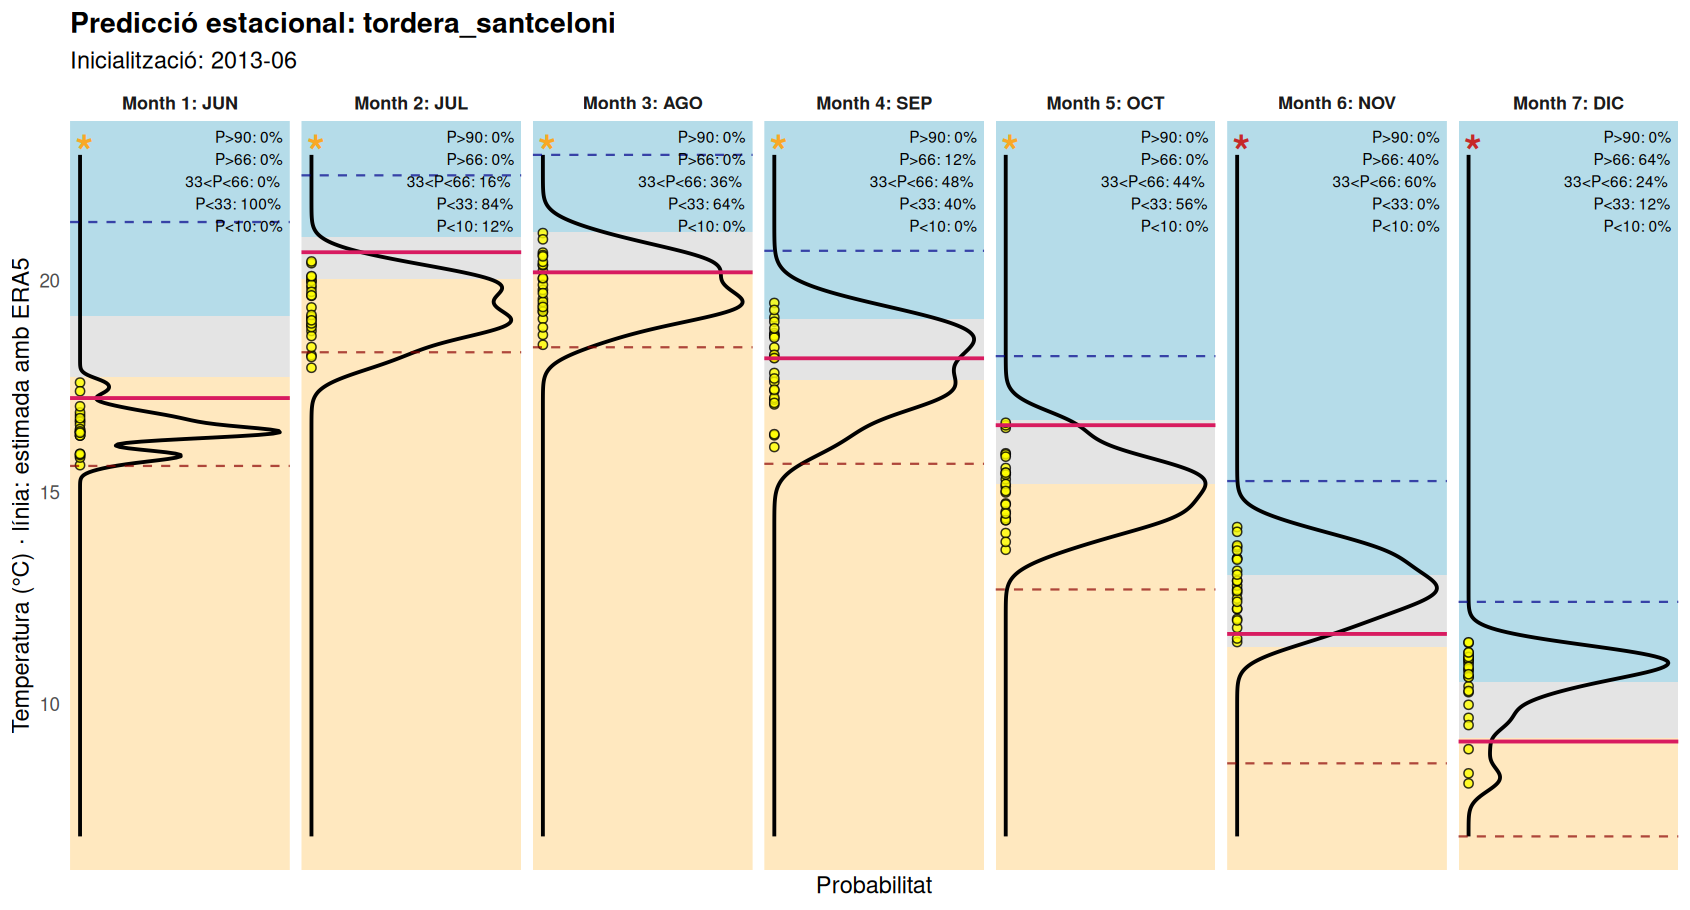 Predicció estacional: tordera_santceloni
Inicialització: 2013-06
Month 1: JUN
Month 2: JUL
Month 3: AGO
Month 4: SEP
Month 5: OCT
Month 6: NOV
Month 7: DIC
P>90: 0%
P>66: 0%
33<P<66: 0%
P<33: 100%
P<10: 0%
P>90: 0%
P>66: 0%
33<P<66: 16%
P<33: 84%
P<10: 12%
P>90: 0%
P>66: 0%
33<P<66: 36%
P<33: 64%
P<10: 0%
P>90: 0%
P>66: 12%
33<P<66: 48%
P<33: 40%
P<10: 0%
P>90: 0%
P>66: 0%
33<P<66: 44%
P<33: 56%
P<10: 0%
P>90: 0%
P>66: 40%
33<P<66: 60%
P<33: 0%
P<10: 0%
P>90: 0%
P>66: 64%
33<P<66: 24%
P<33: 12%
P<10: 0%
Temperatura (°C) · línia: estimada amb ERA5
20
15
10
Probabilitat